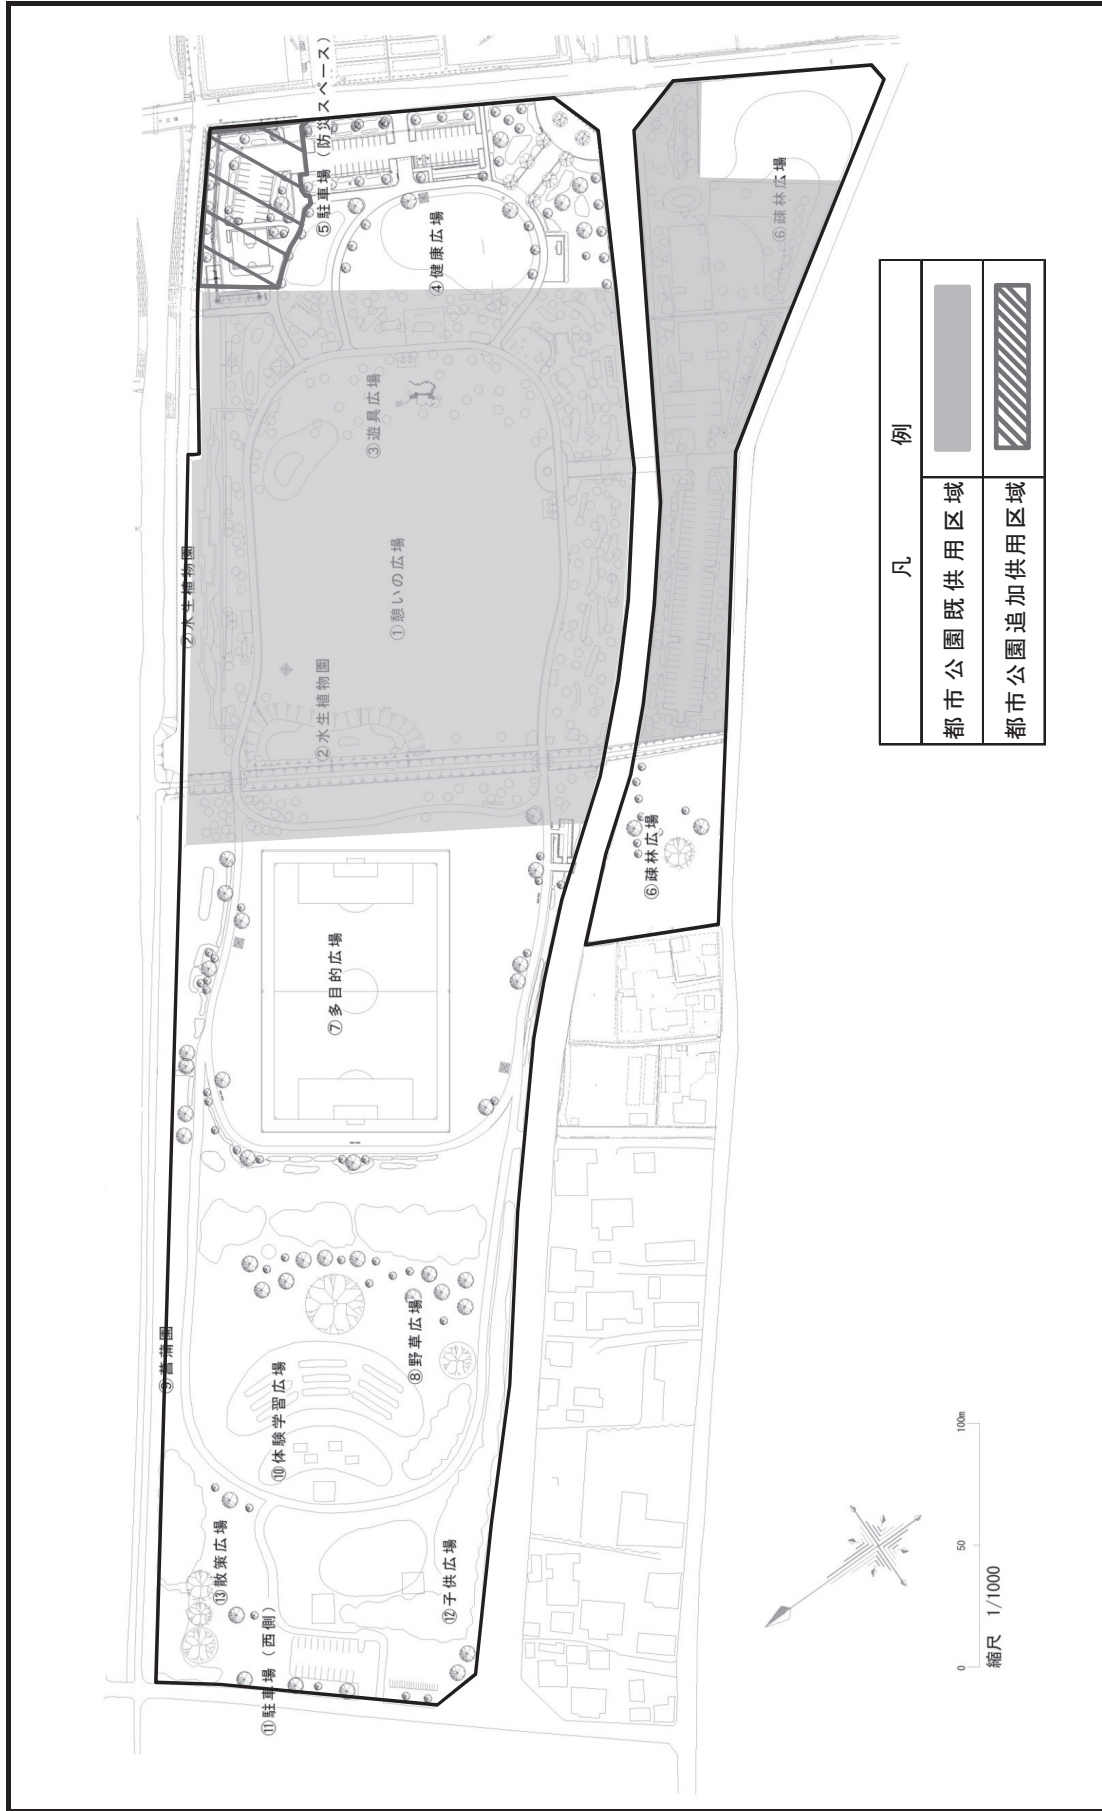 ⑤駐車場（防災スペース）
④健康広場
⑥疎林広場
③遊具広場
①憩いの広場
②水生植物園
②水生植物園
⑥疎林広場
⑦多目的広場
⑧野草広場
⑨菖蒲園
⑩体験学習広場
⑬散策広場
⑫子供広場
⑪駐車場（西側）
凡例
都市公園既供用区域
都市公園追加供用区域
0 50 100m
縮尺 1/1000